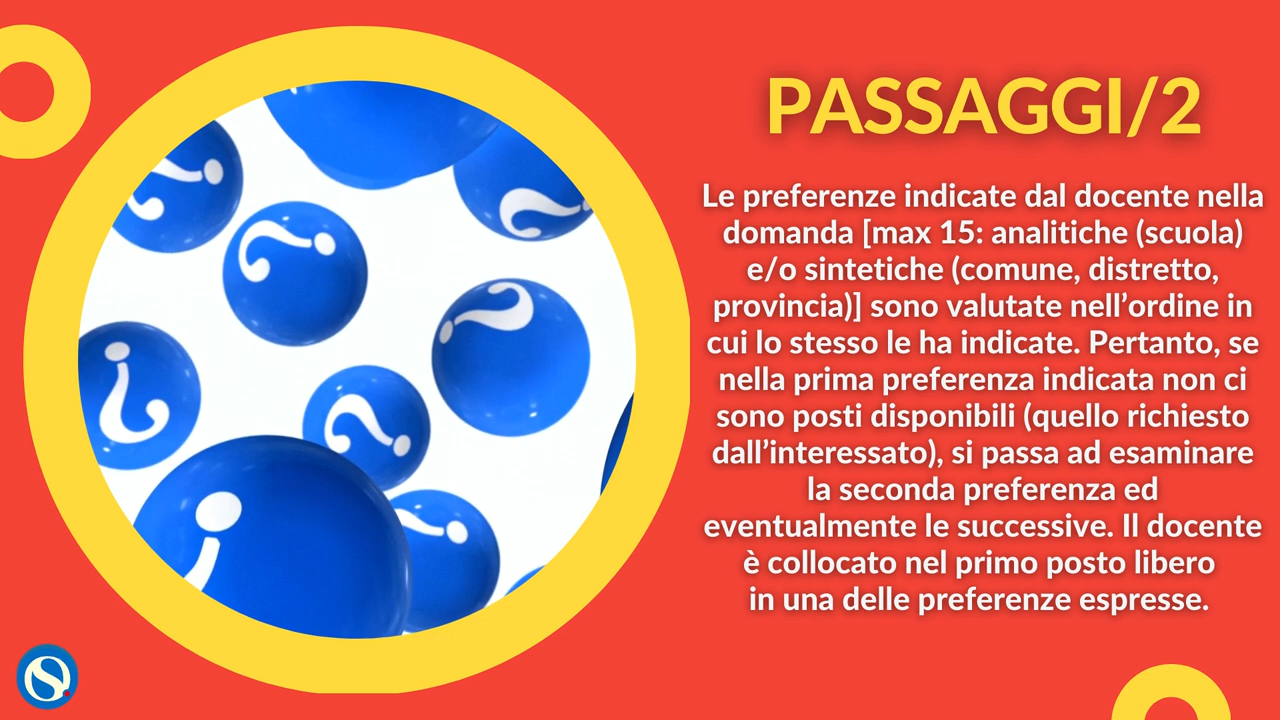 PASSAGGI/2
Le preferenze indicate dal docente nella
domanda [max 15: analitiche (scuola)
e/o sintetiche (comune, distretto,
provincia)] sono valutate nell’ordine in
cui lo stesso le ha indicate. Pertanto, se
nella prima preferenza indicata non ci
sono posti disponibili (quello richiesto
dall’interessato), si passa ad esaminare
la seconda preferenza ed
eventualmente le successive. Il docente
è collocato nel primo posto libero
in una delle preferenze espresse.